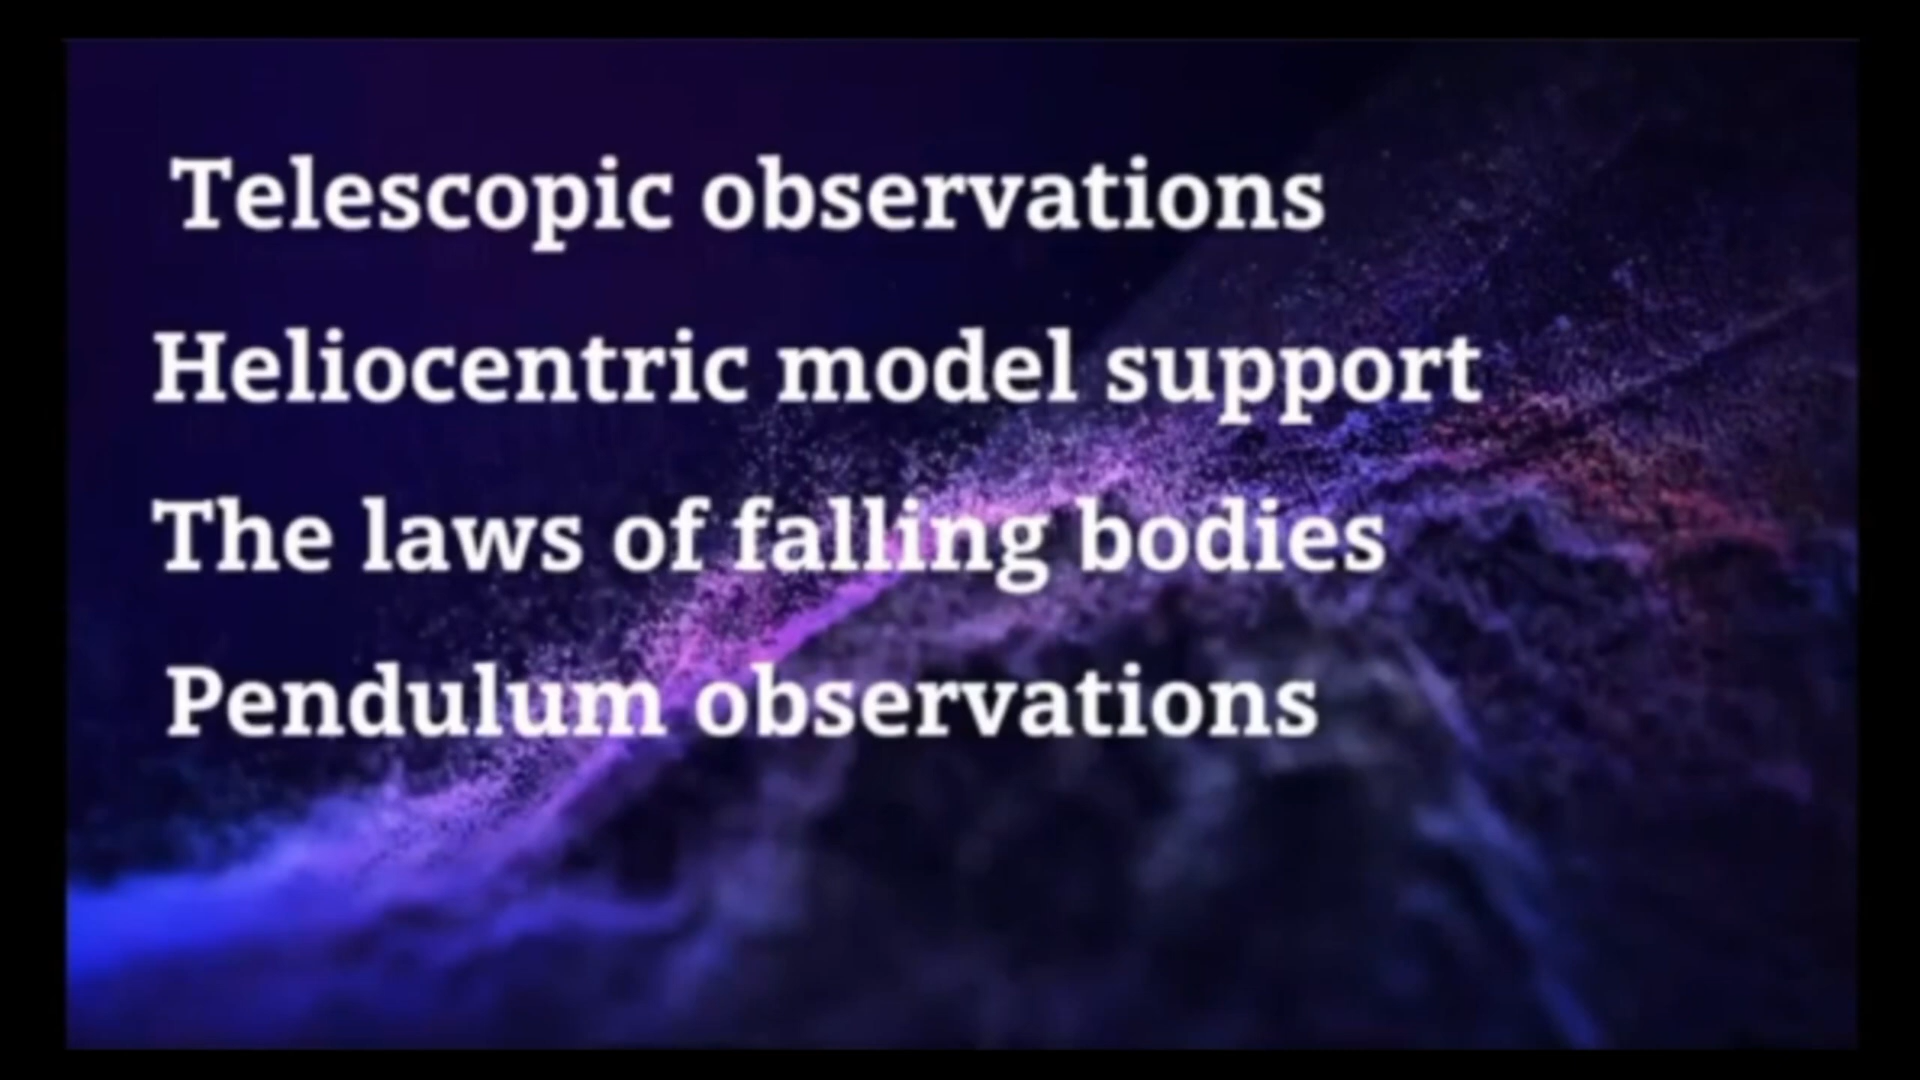 Telescopic observations
Heliocentric model support
The laws of falling bodies
Pendulum observations